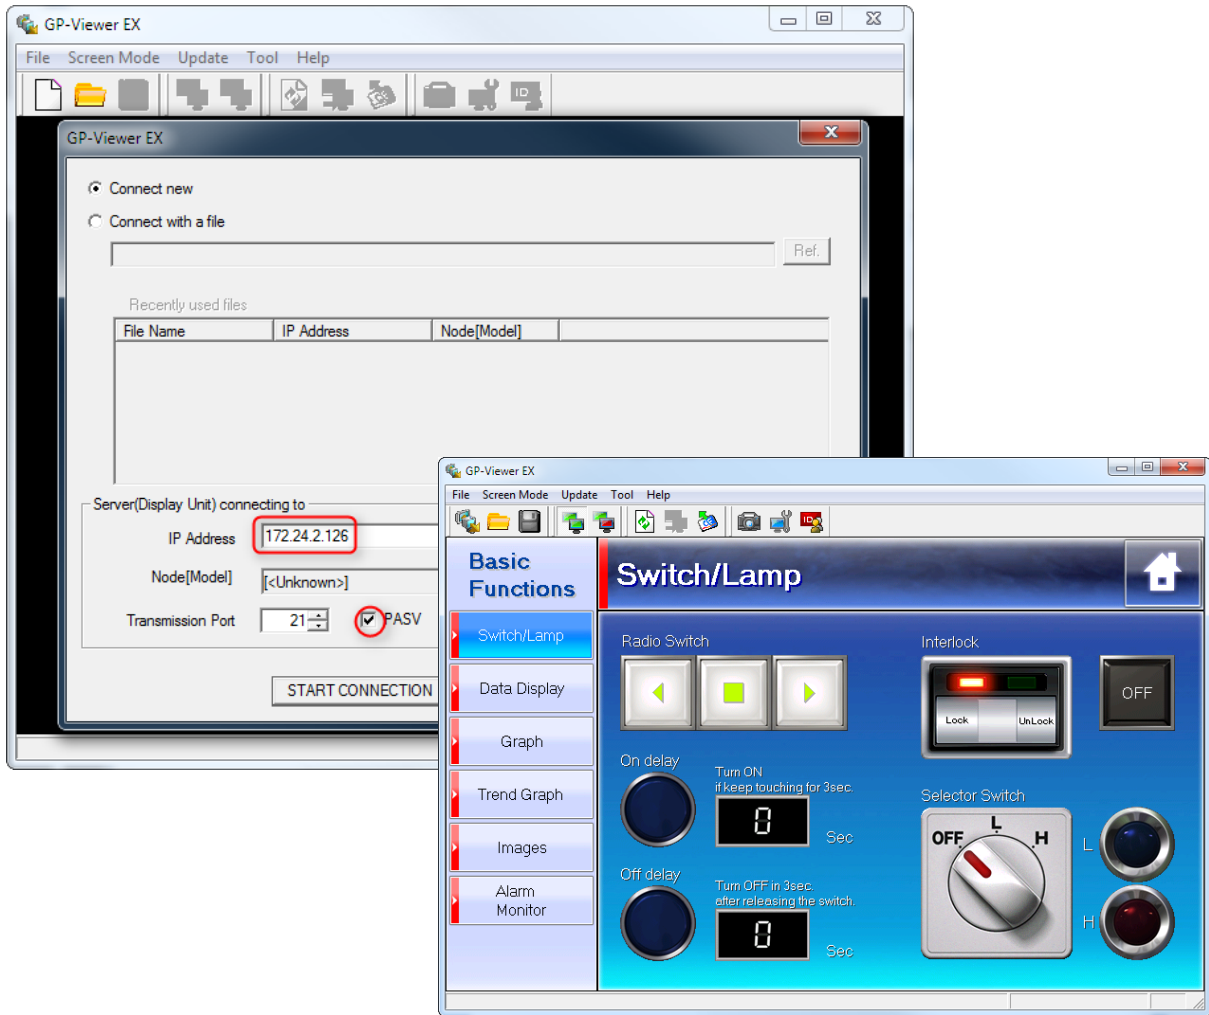 GP-Viewer EX
File Screen Mode Update Tool Help
ID
GP-Viewer EX
Connect new
Connect with a file
Ref.
Recently used files
File Name IP Address Node[Model]
Server(Display Unit) connecting to
IP Address 172.24.2.126
Node[Model] [<Unknown>]
Transmission Port 21 PASV
START CONNECTION
GP-Viewer EX
File Screen Mode Update Tool Help
ID
Basic
Functions
Switch/Lamp
Switch/Lamp
Data Display
Graph
Trend Graph
Images
Alarm
Monitor
Radio Switch
Interlock
Lock UnLock
OFF
On delay
Turn ON
if keep touching for 3sec.
0
Sec
Selector Switch
OFF L H
L
H
Off delay
Turn OFF in 3sec.
after releasing the switch.
0
Sec